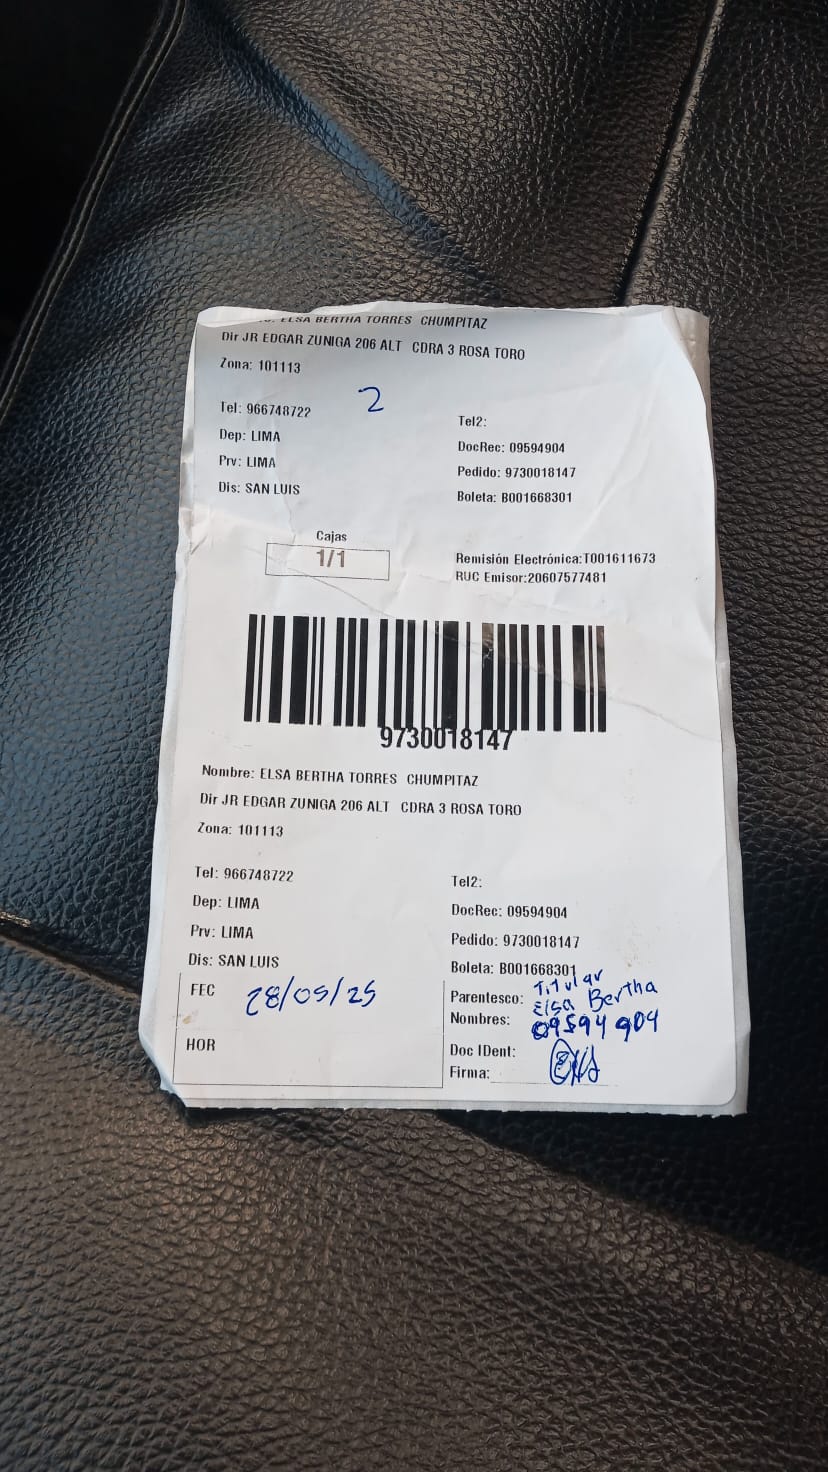 ELSA BERTHA TORRES CHUMPITAZ
Dir JR EDGAR ZUNIGA 206 ALT CDRA 3 ROSA TORO
Zona: 101113
2
Tel: 966748722
Tel2:
Dep: LIMA
DocRec: 09594904
Prv: LIMA
Pedido: 9730018147
Dis: SAN LUIS
Boleta: B001668301
Cajas
1/1
Remisión Electrónica:T001611673
RUC Emisor:20607577481
9730018147
Nombre: ELSA BERTHA TORRES CHUMPITAZ
Dir JR EDGAR ZUNIGA 206 ALT CDRA 3 ROSA TORO
Zona: 101113
Tel: 966748722
Tel2:
Dep: LIMA
DocRec: 09594904
Prv: LIMA
Pedido: 9730018147
Dis: SAN LUIS
Boleta: B001668301
FEC 28/05/25
Parentesco: Titular
Nombres: Elsa Bertha
HOR
Doc IDent: 09594904
Firma: